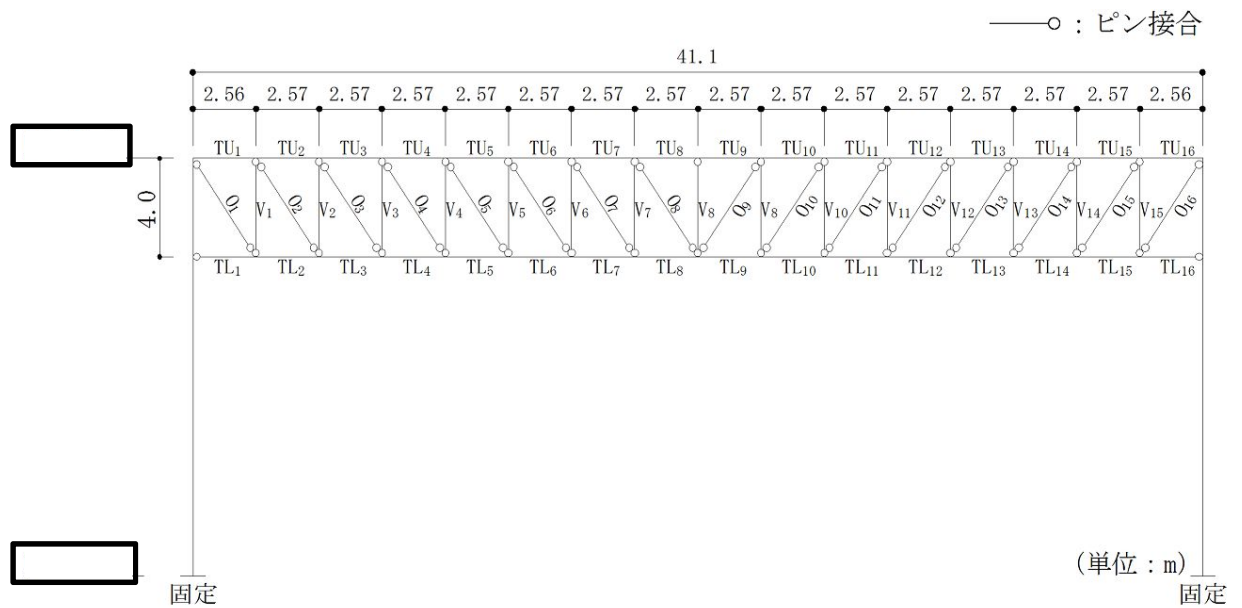 ：ピン接合
41.1
2.56 2.57 2.57 2.57 2.57 2.57 2.57 2.57 2.57 2.57 2.57 2.57 2.57 2.57 2.57 2.56
TU1 TU2 TU3 TU4 TU5 TU6 TU7 TU8 TU9 TU10 TU11 TU12 TU13 TU14 TU15 TU16
4.0
O1 V1 O2 V2 O3 V3 O4 V4 O5 V5 O6 V6 O7 V7 O8 V8 O9 V8 O10 V10 O11 V11 O12 V12 O13 V13 O14 V14 O15 V15 O16
TL1 TL2 TL3 TL4 TL5 TL6 TL7 TL8 TL9 TL10 TL11 TL12 TL13 TL14 TL15 TL16
(単位：m)
固定 固定